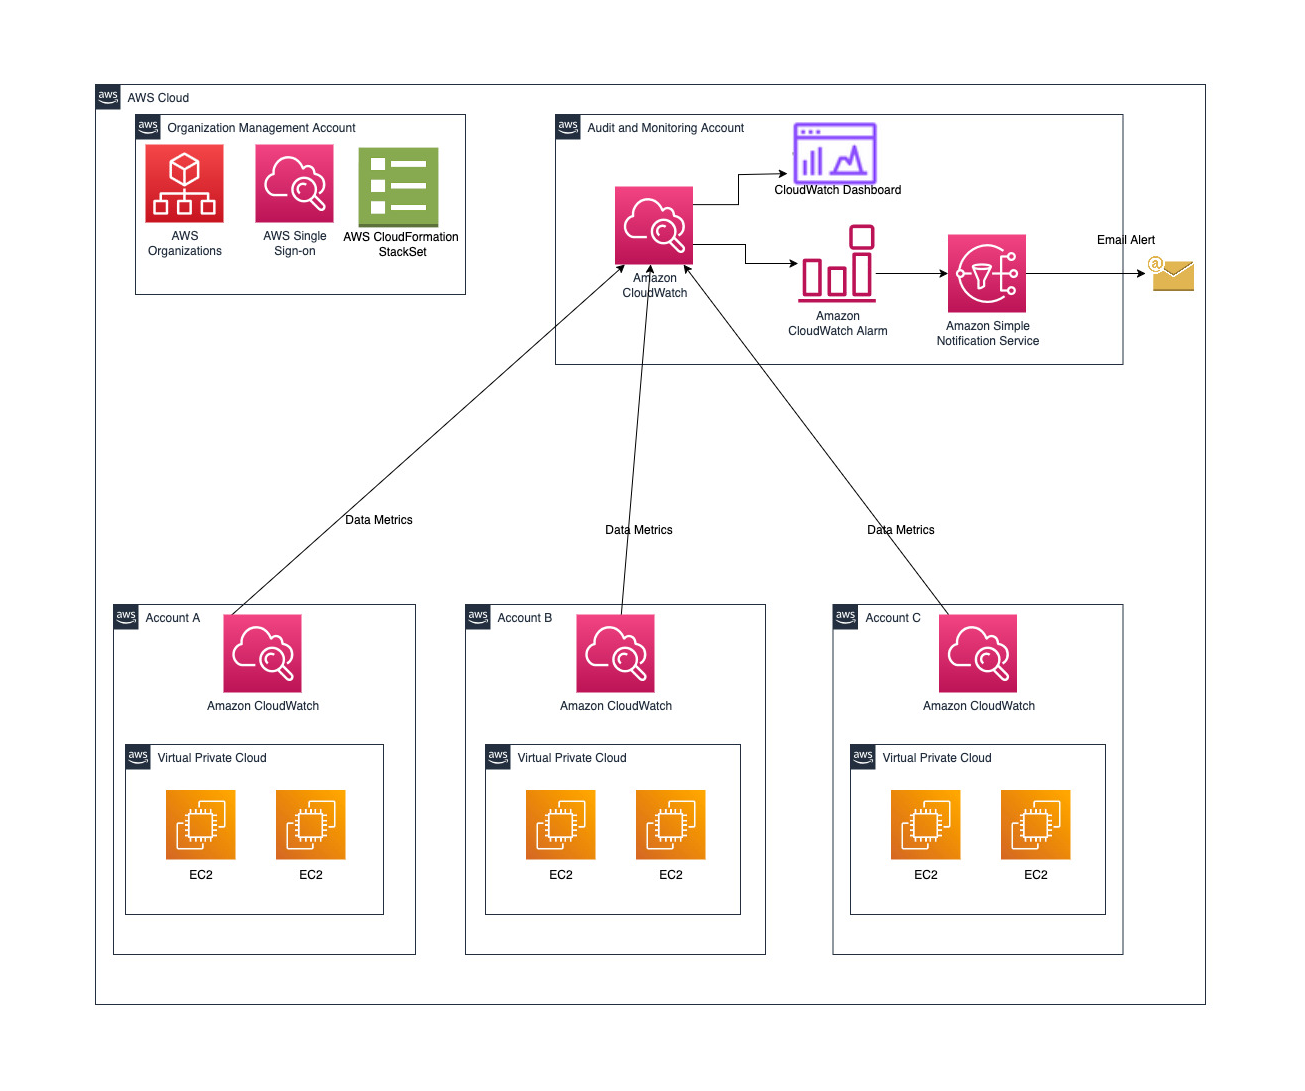 aws AWS Cloud
aws Organization Management Account
AWS
Organizations
AWS Single
Sign-on
AWS CloudFormation
StackSet
aws Audit and Monitoring Account
CloudWatch Dashboard
Amazon
CloudWatch
Amazon
CloudWatch Alarm
Amazon Simple
Notification Service
Email Alert
@
Data Metrics
Data Metrics
Data Metrics
aws Account A
Amazon CloudWatch
aws Virtual Private Cloud
EC2
EC2
aws Account B
Amazon CloudWatch
aws Virtual Private Cloud
EC2
EC2
aws Account C
Amazon CloudWatch
aws Virtual Private Cloud
EC2
EC2